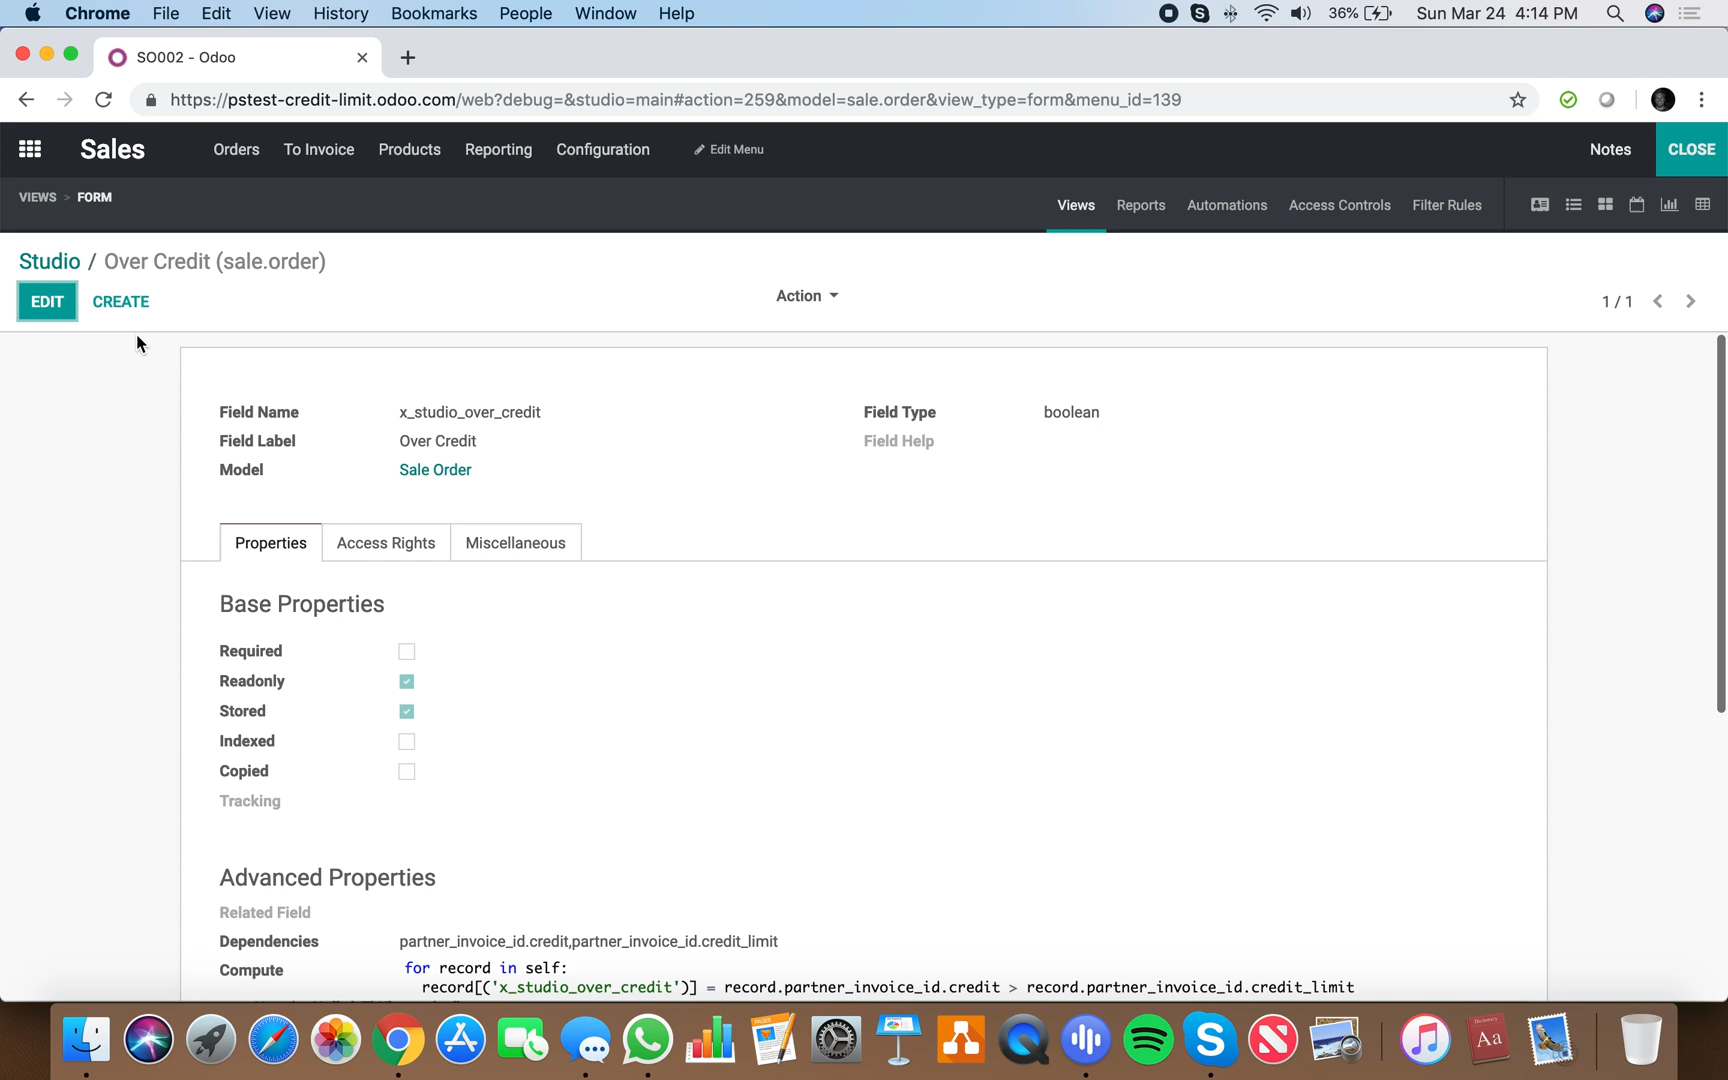 Chrome File Edit View History Bookmarks People Window Help 36% Sun Mar 24 4:14 PM
SO002 - Odoo
https://pstest-credit-limit.odoo.com/web?debug=&studio=main#action=259&model=sale.order&view_type=form&menu_id=139
Sales Orders To Invoice Products Reporting Configuration Edit Menu Notes CLOSE
VIEWS > FORM Views Reports Automations Access Controls Filter Rules
Studio / Over Credit (sale.order)
EDIT CREATE Action 1 / 1
Field Name x_studio_over_credit Field Type boolean
Field Label Over Credit Field Help
Model Sale Order
Properties Access Rights Miscellaneous
Base Properties
Required
Readonly
Stored
Indexed
Copied
Tracking
Advanced Properties
Related Field
Dependencies partner_invoice_id.credit,partner_invoice_id.credit_limit
Compute for record in self:
record[('x_studio_over_credit')] = record.partner_invoice_id.credit > record.partner_invoice_id.credit_limit
Aa